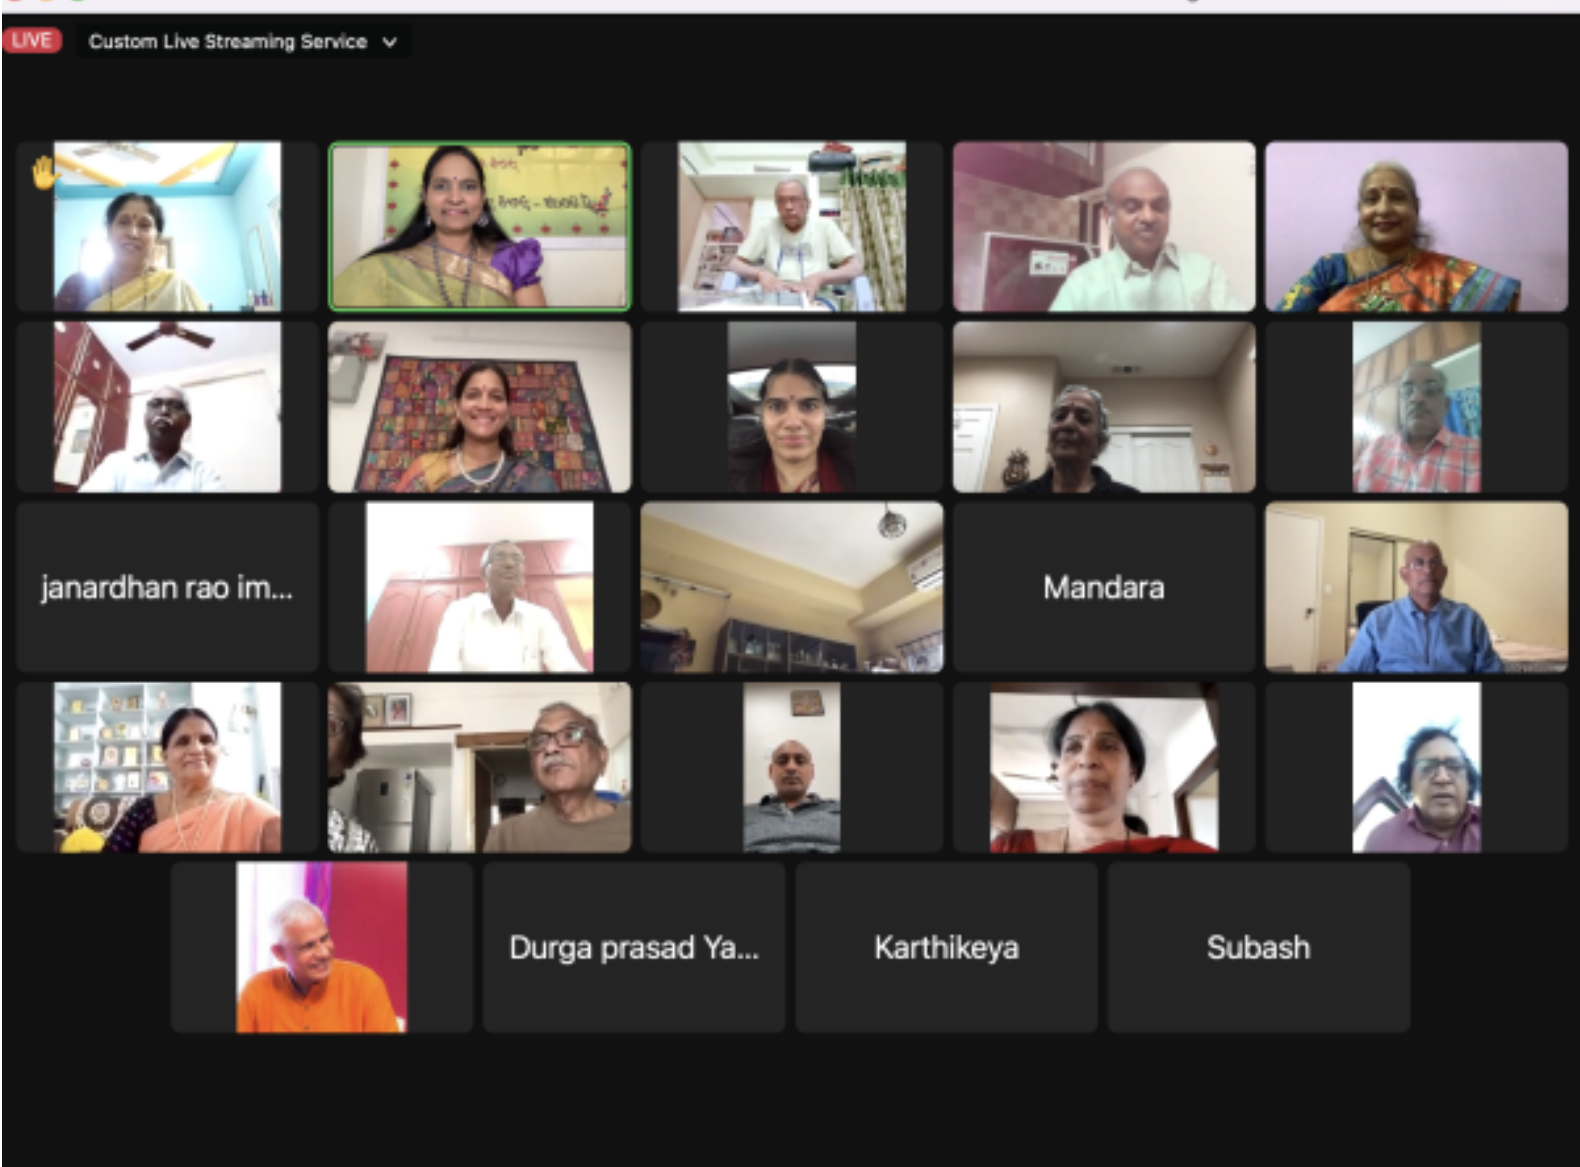 LIVE
Custom Live Streaming Service
janardhan rao im...
Mandara
Durga prasad Ya...
Karthikeya
Subash